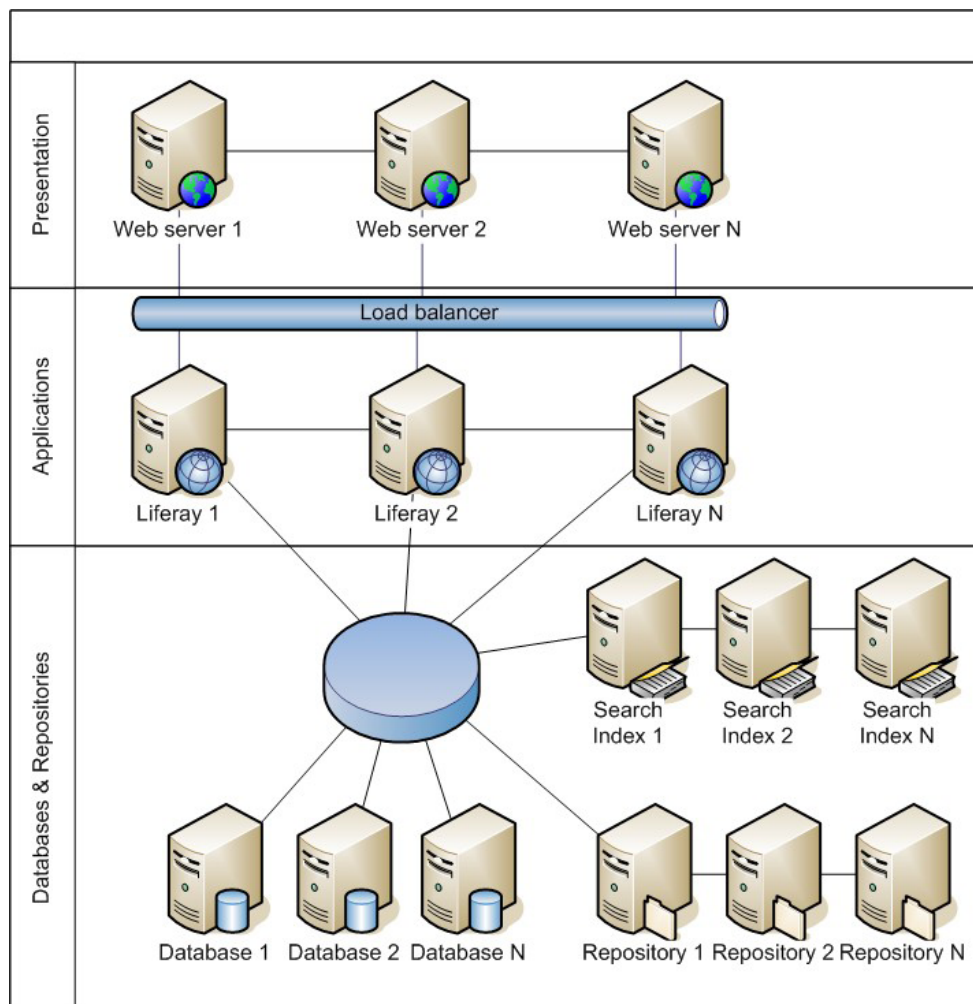 Presentation
Web server 1
Web server 2
Web server N
Applications
Load balancer
Liferay 1
Liferay 2
Liferay N
Databases & Repositories
Search
Index 1
Search
Index 2
Search
Index N
Database 1
Database 2
Database N
Repository 1
Repository 2
Repository N